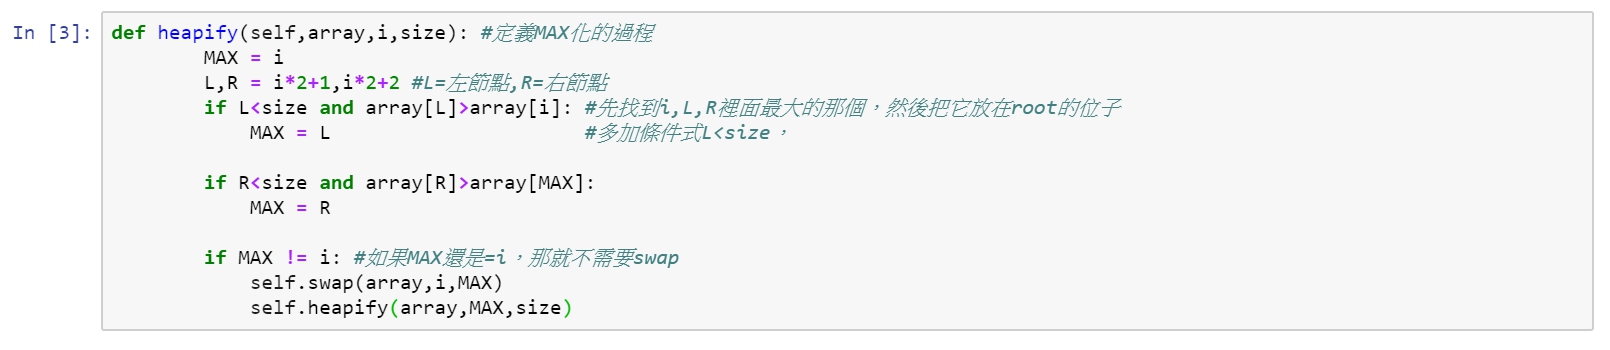 In [3]: def heapify(self,array,i,size): #定義MAX化的過程
MAX = i
L,R = i*2+1,i*2+2 #L=左節點,R=右節點
if L<size and array[L]>array[i]: #先找到i,L,R裡面最大的那個，然後把它放在root的位子
MAX = L #多加條件式L<size，
if R<size and array[R]>array[MAX]:
MAX = R
if MAX != i: #如果MAX還是=i，那就不需要swap
self.swap(array,i,MAX)
self.heapify(array,MAX,size)